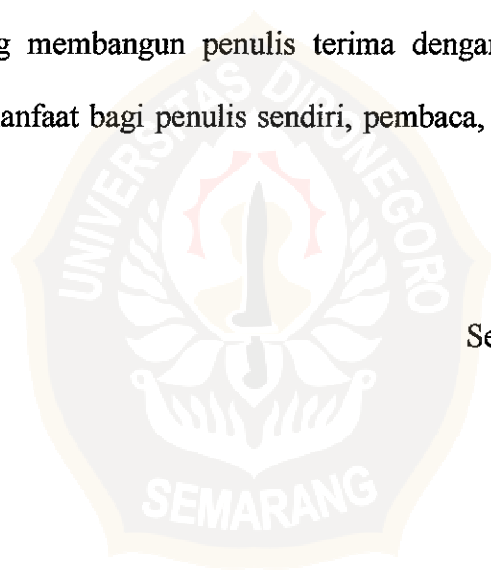 g membangun penulis terima dengan
anfaat bagi penulis sendiri, pembaca,
UNIVERSITAS DIPONEGORO
Se
SEMARANG